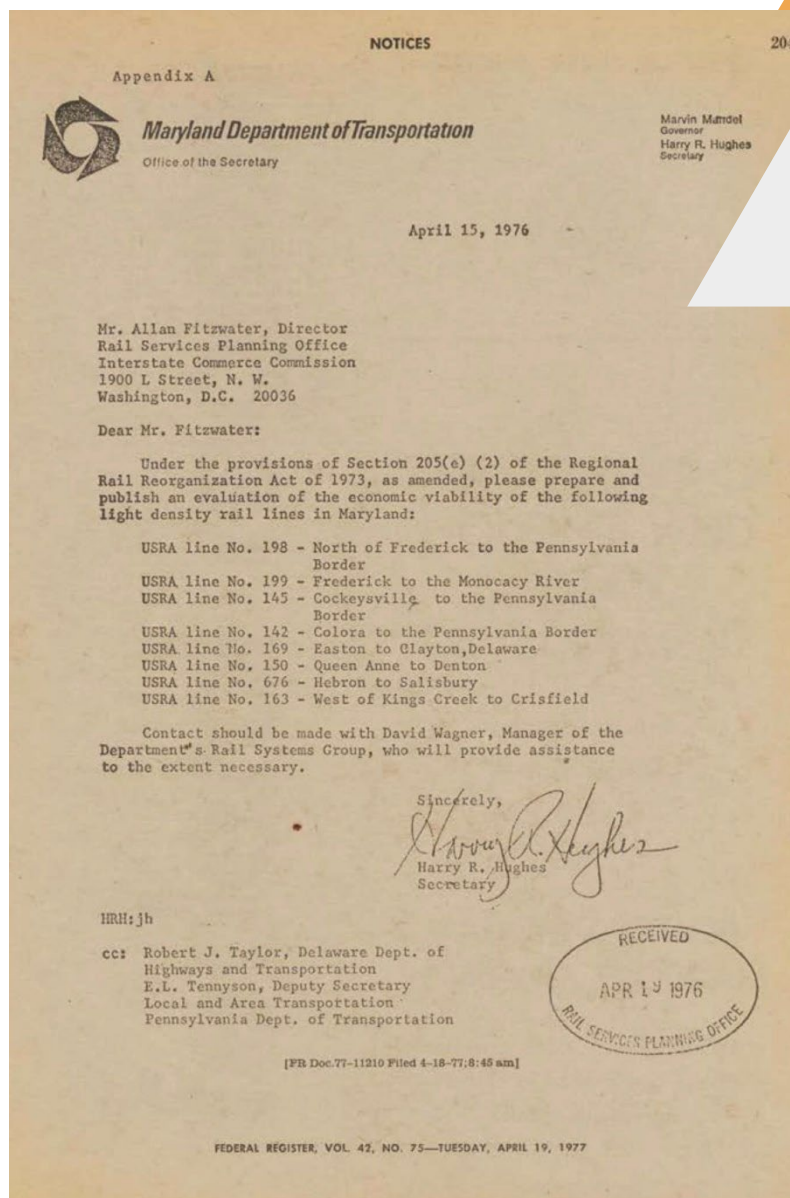 NOTICES
Appendix A
Maryland Department of Transportation
Office of the Secretary
Marvin Mandel
Governor
Harry R. Hughes
Secretary
April 15, 1976
Mr. Allan Fitzwater, Director
Rail Services Planning Office
Interstate Commerce Commission
1900 L Street, N. W.
Washington, D.C. 20036
Dear Mr. Fitzwater:
Under the provisions of Section 205(e) (2) of the Regional
Rail Reorganization Act of 1973, as amended, please prepare and
publish an evaluation of the economic viability of the following
light density rail lines in Maryland:
USRA line No. 198 - North of Frederick to the Pennsylvania
Border
USRA line No. 199 - Frederick to the Monocacy River
USRA line No. 145 - Cockeysville to the Pennsylvania
Border
USRA line No. 142 - Colora to the Pennsylvania Border
USRA line No. 169 - Easton to Clayton,Delaware
USRA line No. 150 - Queen Anne to Denton
USRA line No. 676 - Hebron to Salisbury
USRA line No. 163 - West of Kings Creek to Crisfield
Contact should be made with David Wagner, Manager of the
Department's Rail Systems Group, who will provide assistance
to the extent necessary.
Sincerely,
Harry R. Hughes
Harry R. Hughes
Secretary
HRH:jh
cc: Robert J. Taylor, Delaware Dept. of
Highways and Transportation
E.L. Tennyson, Deputy Secretary
Local and Area Transportation
Pennsylvania Dept. of Transportation
RECEIVED
APR 19 1976
RAIL SERVICES PLANNING OFFICE
[FR Doc.77-11210 Filed 4-18-77;8:45 am]
FEDERAL REGISTER, VOL. 42, NO. 75—TUESDAY, APRIL 19, 1977